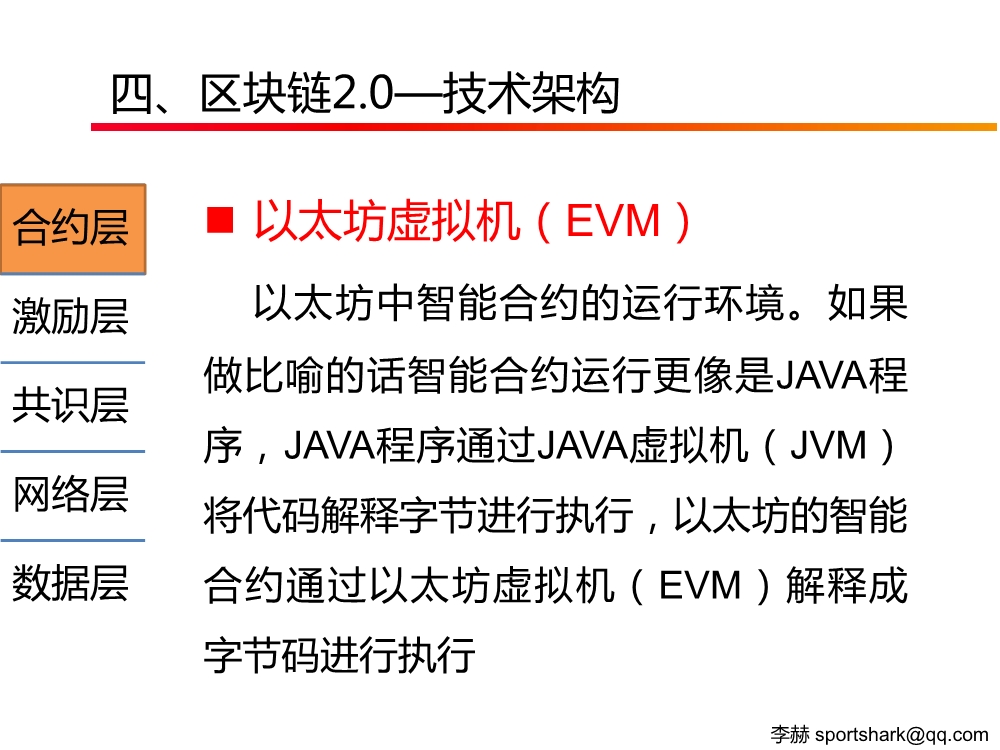 四、区块链2.0—技术架构
合约层
激励层
共识层
网络层
数据层
■ 以太坊虚拟机（EVM）
以太坊中智能合约的运行环境。如果
做比喻的话智能合约运行更像是JAVA程
序，JAVA程序通过JAVA虚拟机（JVM）
将代码解释字节进行执行，以太坊的智能
合约通过以太坊虚拟机（EVM）解释成
字节码进行执行
李赫 sportshark@qq.com